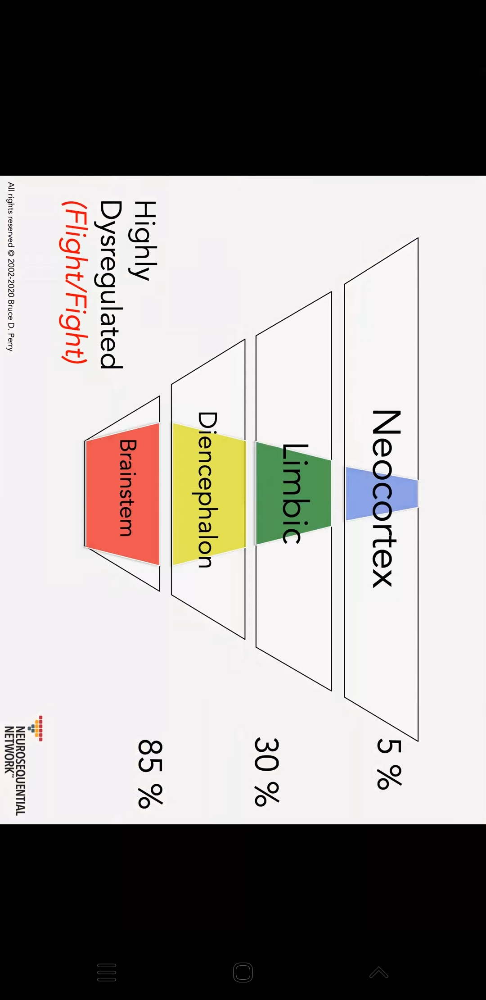 Neocortex
5 %
Limbic
30 %
Diencephalon
Brainstem
85 %
Highly
Dysregulated
(Flight/Fight)
All rights reserved © 2002-2020 Bruce D. Perry
NEUROSEQUENTIAL
NETWORK™